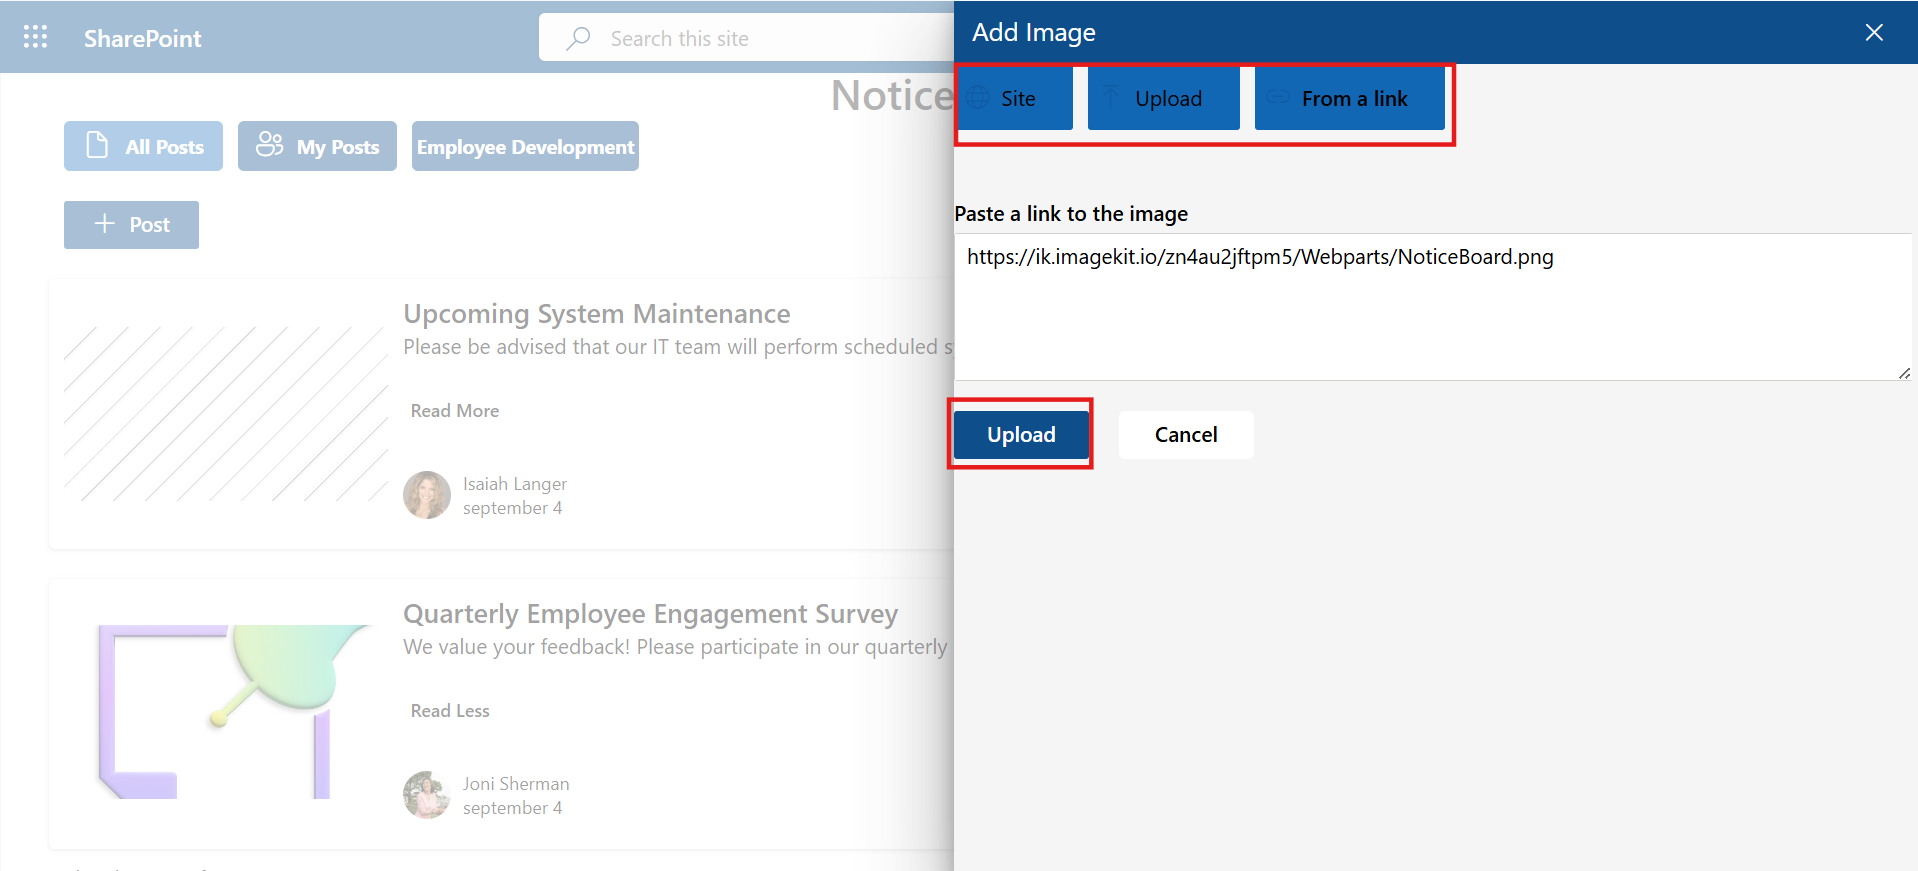 SharePoint
Search this site
Notice
All Posts
My Posts
Employee Development
Post
Upcoming System Maintenance
Please be advised that our IT team will perform scheduled s
Read More
Isaiah Langer
september 4
Quarterly Employee Engagement Survey
We value your feedback! Please participate in our quarterly
Read Less
Joni Sherman
september 4
Add Image
Site
Upload
From a link
Paste a link to the image
https://ik.imagekit.io/zn4au2jftpm5/Webparts/NoticeBoard.png
Upload
Cancel